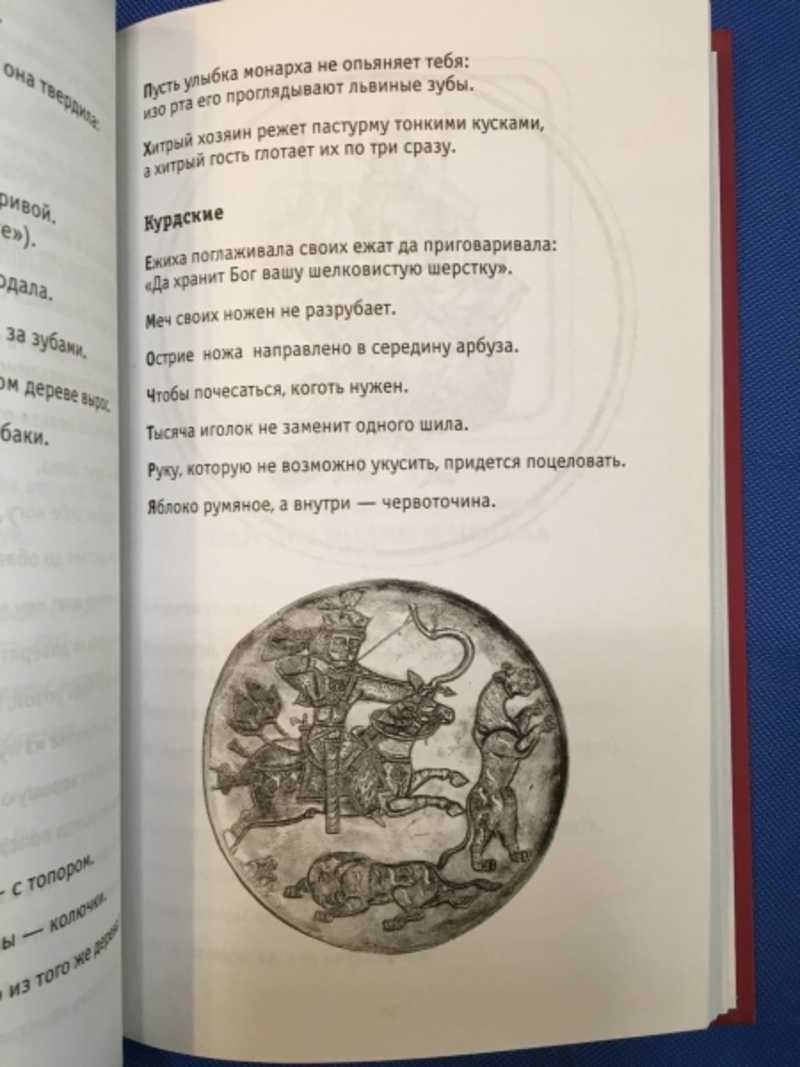 она твердила:
ривой.
е»).
рдала.
за зубами.
ом дереве вырос.
баки.
с топором.
ы — колючки.
из того же дерева
Пусть улыбка монарха не опьяняет тебя:
изо рта его проглядывают львиные зубы.
Хитрый хозяин режет пастурму тонкими кусками,
а хитрый гость глотает их по три сразу.
Курдские
Ежиха поглаживала своих ежат да приговаривала:
«Да хранит Бог вашу шелковистую шерстку».
Меч своих ножен не разрубает.
Острие ножа направлено в середину арбуза.
Чтобы почесаться, коготь нужен.
Тысяча иголок не заменит одного шила.
Руку, которую не возможно укусить, придется поцеловать.
Яблоко румяное, а внутри — червоточина.